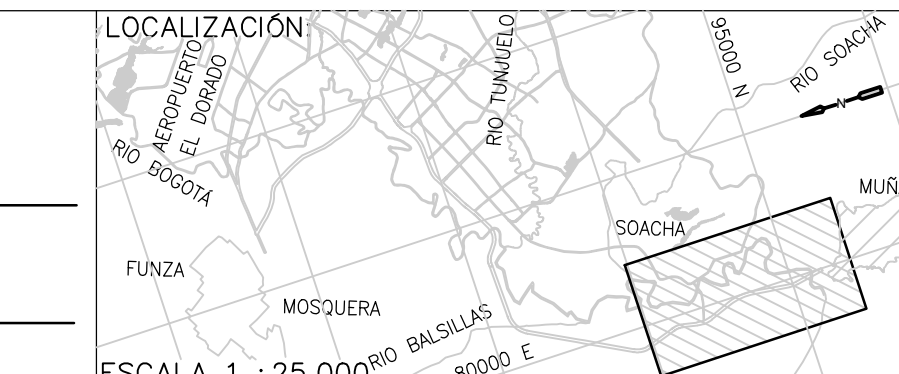 LOCALIZACIÓN:
AEROPUERTO
EL DORADO
RIO BOGOTÁ
RIO TUNJUELO
95000 N
RIO SOACHA
N
MUÑ
SOACHA
FUNZA
MOSQUERA
RIO BALSILLAS
80000 E
ESCALA 1 : 25.000